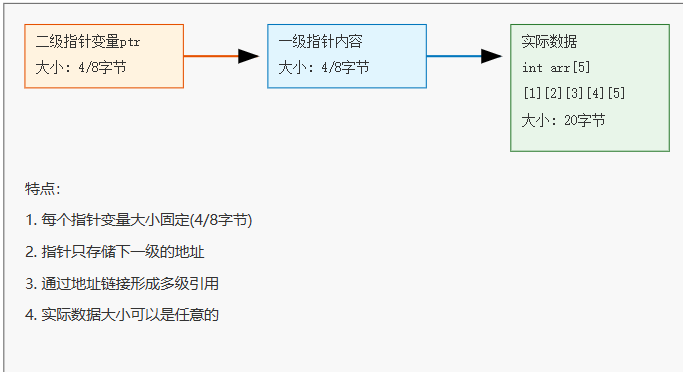 二级指针变量ptr
大小: 4/8字节
一级指针内容
大小: 4/8字节
实际数据
int arr[5]
[1][2][3][4][5]
大小: 20字节
特点:
1. 每个指针变量大小固定(4/8字节)
2. 指针只存储下一级的地址
3. 通过地址链接形成多级引用
4. 实际数据大小可以是任意的